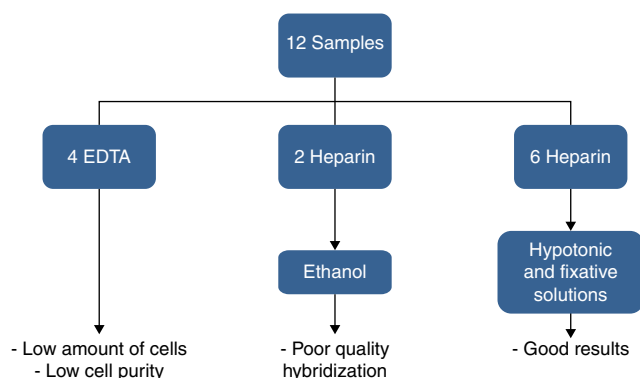 12 Samples
4 EDTA
2 Heparin
6 Heparin
Ethanol
Hypotonic
and fixative
solutions
- Low amount of cells
- Low cell purity
- Poor quality
hybridization
- Good results